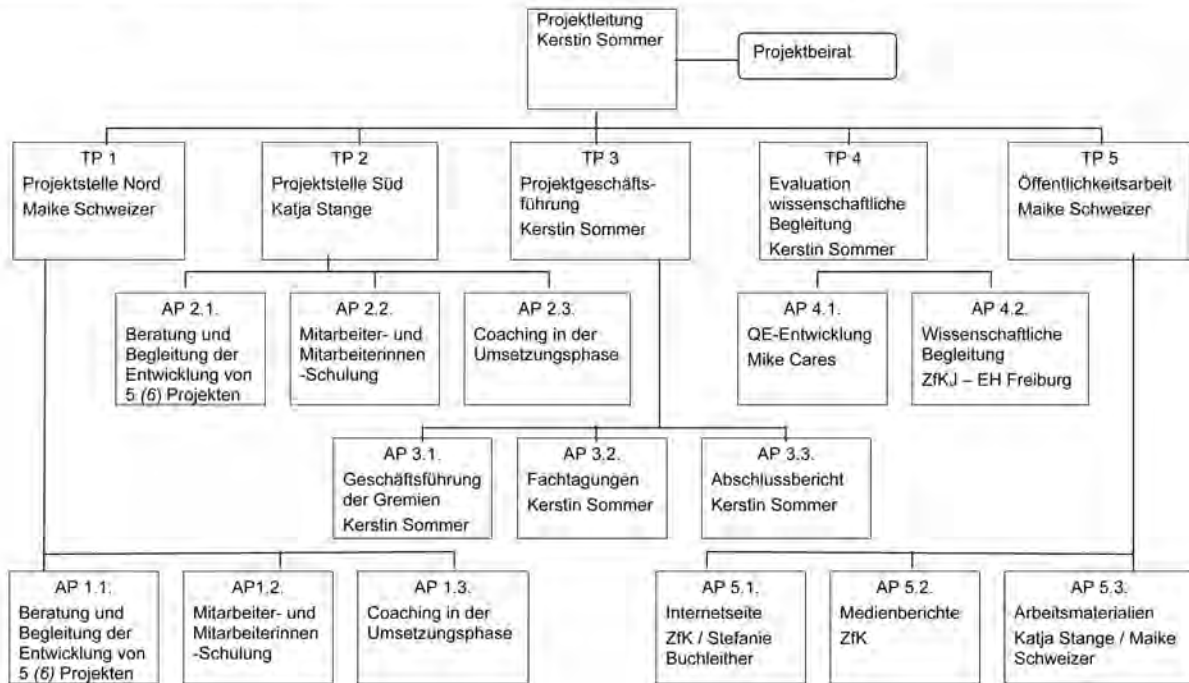 Projektleitung
Kerstin Sommer
Projektbeirat
TP 1
Projektstelle Nord
Maike Schweizer
TP 2
Projektstelle Süd
Katja Stange
TP 3
Projektgeschäfts-
führung
Kerstin Sommer
TP 4
Evaluation
wissenschaftliche
Begleitung
Kerstin Sommer
TP 5
Öffentlichkeitsarbeit
Maike Schweizer
AP 2.1.
Beratung und
Begleitung der
Entwicklung von
5 (6) Projekten
AP 2.2.
Mitarbeiter- und
Mitarbeiterinnen
-Schulung
AP 2.3.
Coaching in der
Umsetzungsphase
AP 4.1.
QE-Entwicklung
Mike Cares
AP 4.2.
Wissenschaftliche
Begleitung
ZfKJ – EH Freiburg
AP 3.1.
Geschäftsführung
der Gremien
Kerstin Sommer
AP 3.2.
Fachtagungen
Kerstin Sommer
AP 3.3.
Abschlussbericht
Kerstin Sommer
AP 1.1.
Beratung und
Begleitung der
Entwicklung von
5 (6) Projekten
AP1.2.
Mitarbeiter- und
Mitarbeiterinnen
-Schulung
AP 1.3.
Coaching in der
Umsetzungsphase
AP 5.1.
Internetseite
ZfK / Stefanie
Buchleither
AP 5.2.
Medienberichte
ZfK
AP 5.3.
Arbeitsmaterialien
Katja Stange / Maike
Schweizer